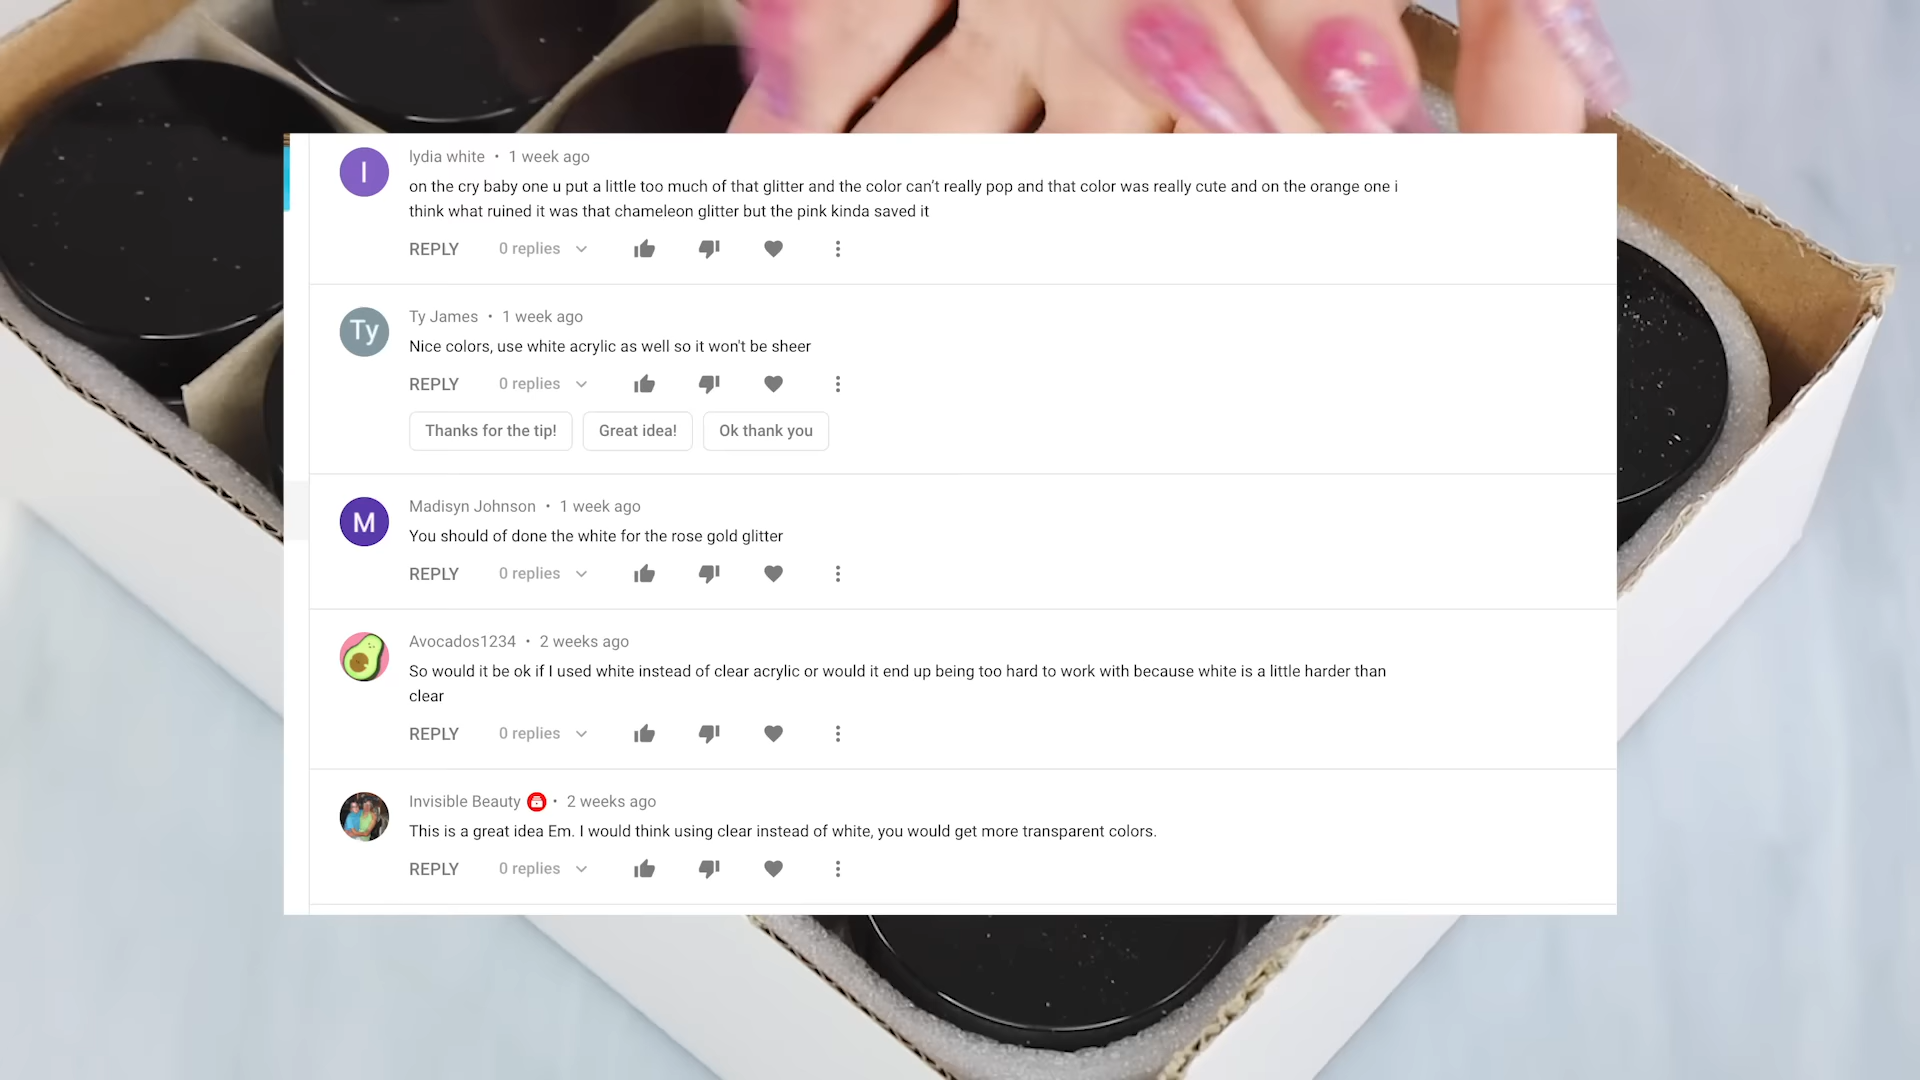 l
lydia white • 1 week ago
on the cry baby one u put a little too much of that glitter and the color can't really pop and that color was really cute and on the orange one i
think what ruined it was that chameleon glitter but the pink kinda saved it
REPLY 0 replies
Ty
Ty James • 1 week ago
Nice colors, use white acrylic as well so it won't be sheer
REPLY 0 replies
Thanks for the tip! Great idea! Ok thank you
M
Madisyn Johnson • 1 week ago
You should of done the white for the rose gold glitter
REPLY 0 replies
Avocados1234 • 2 weeks ago
So would it be ok if I used white instead of clear acrylic or would it end up being too hard to work with because white is a little harder than
clear
REPLY 0 replies
Invisible Beauty • 2 weeks ago
This is a great idea Em. I would think using clear instead of white, you would get more transparent colors.
REPLY 0 replies